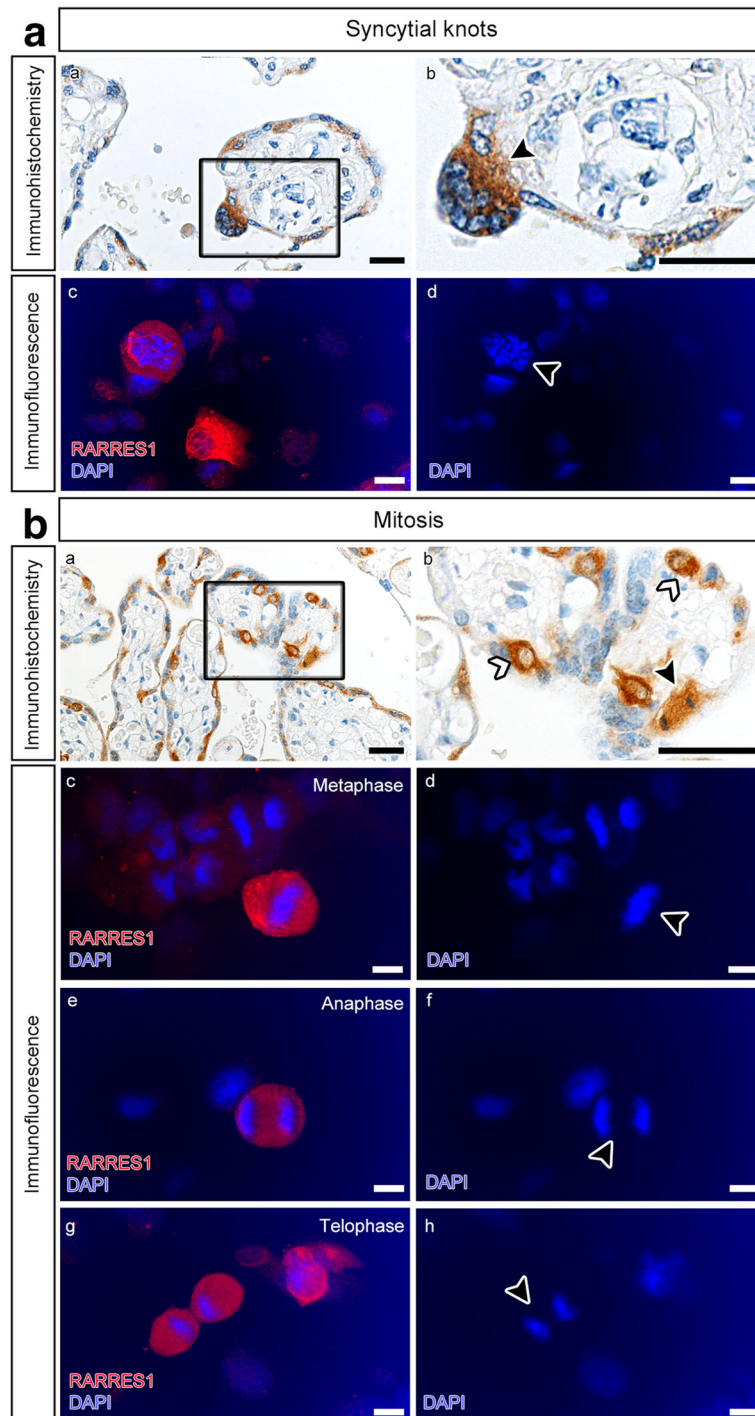 a
Syncytial knots
Immunohistochemistry
a
b
Immunofluorescence
c
RARRES1
DAPI
d
DAPI
b
Mitosis
Immunohistochemistry
a
b
Immunofluorescence
c
Metaphase
RARRES1
DAPI
d
DAPI
e
Anaphase
RARRES1
DAPI
f
DAPI
g
Telophase
RARRES1
DAPI
h
DAPI